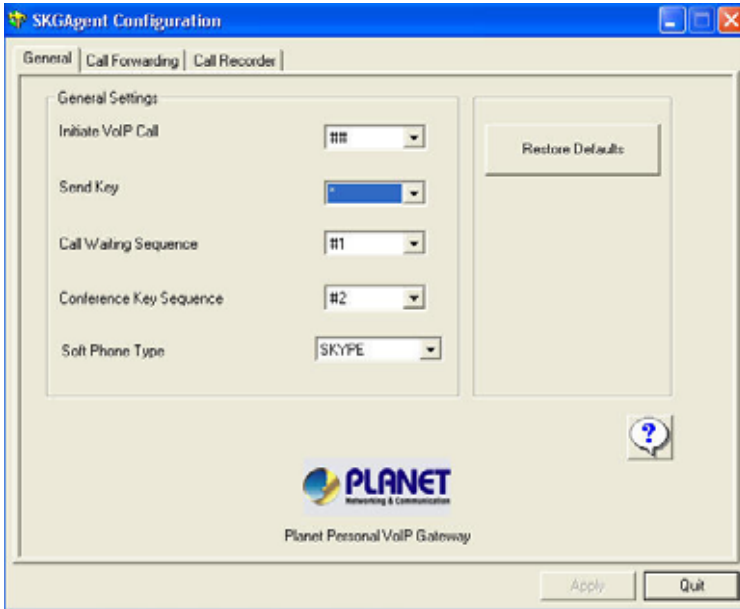 SKGAgent Configuration
General
Call Forwarding
Call Recorder
General Settings
Initiate VoIP Call
##
Restore Defaults
Send Key
*
Call Waiting Sequence
#1
Conference Key Sequence
#2
Soft Phone Type
SKYPE
?
PLANET
Networking & Communication
Planet Personal VoIP Gateway
Apply
Quit